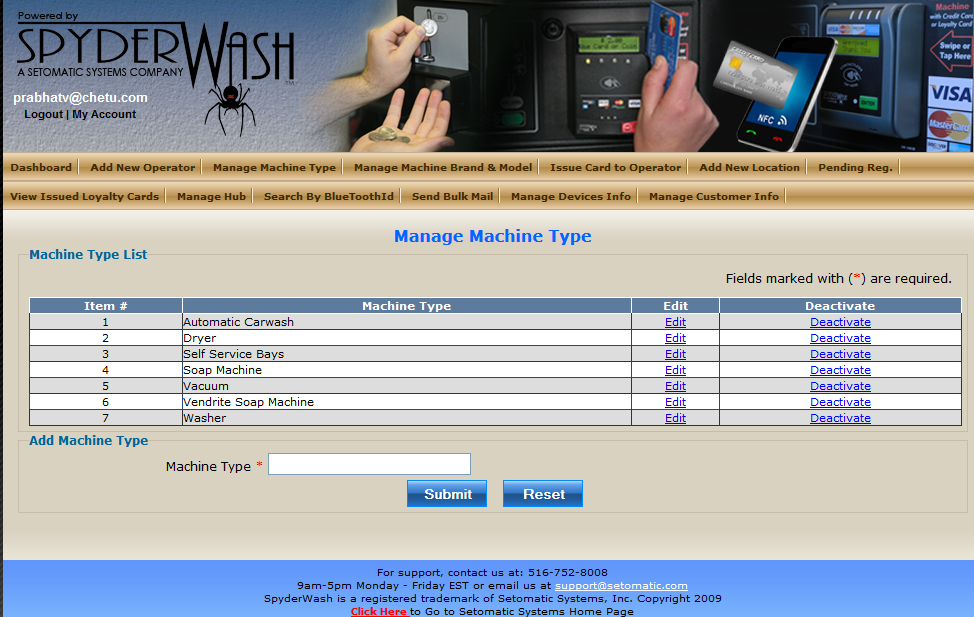 Powered by
SPYDERWASH
A SETOMATIC SYSTEMS COMPANY ™
prabhatv@chetu.com
Logout | My Account
Machine
with Credit Card
or Loyalty Card
Swipe or
Tap Here
VISA
MasterCard
NFC
Dashboard | Add New Operator | Manage Machine Type | Manage Machine Brand & Model | Issue Card to Operator | Add New Location | Pending Reg. |
View Issued Loyalty Cards | Manage Hub | Search By BlueToothId | Send Bulk Mail | Manage Devices Info | Manage Customer Info |
Manage Machine Type
Machine Type List
Fields marked with (*) are required.
Item # Machine Type Edit Deactivate
1 Automatic Carwash Edit Deactivate
2 Dryer Edit Deactivate
3 Self Service Bays Edit Deactivate
4 Soap Machine Edit Deactivate
5 Vacuum Edit Deactivate
6 Vendrite Soap Machine Edit Deactivate
7 Washer Edit Deactivate
Add Machine Type
Machine Type *
Submit Reset
For support, contact us at: 516-752-8008
9am-5pm Monday - Friday EST or email us at support@setomatic.com
SpyderWash is a registered trademark of Setomatic Systems, Inc. Copyright 2009
Click Here to Go to Setomatic Systems Home Page